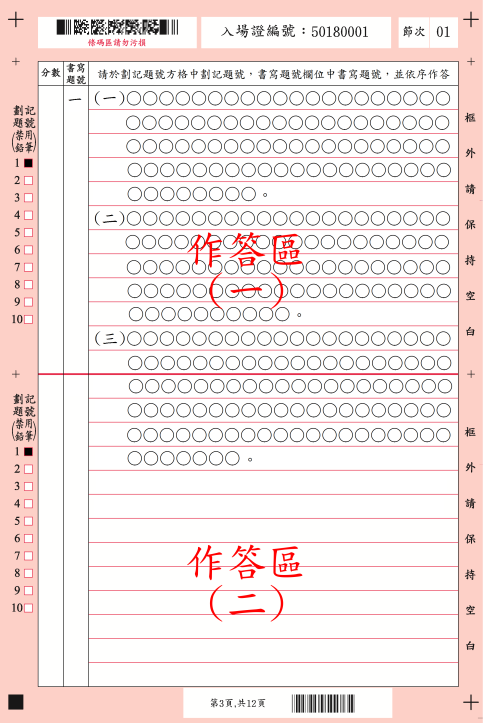 條碼區請勿污損
入場證編號：50180001
節次 01
分數
書寫題號
請於劃記題號方格中劃記題號，書寫題號欄位中書寫題號，並依序作答
一
(一)○○○○○○○○○○○○○○○○○○○○
○○○○○○○○○○○○○○○○○○○○
○○○○○○○○○○○○○○○○○○○○
○○○○○○○○○○○○○○○○○○○○
○○○○○○○○。
(二)○○○○○○○○○○○○○○○○○○○○
○○○○○○○○○○○○○○○○○○○○
○○○○○○○○○○○○○○○○○○○○
○○○○○○○○○○○○○○○○○○○○
○○○○○○○○○○。
(三)○○○○○○○○○○○○○○○○○○○○
○○○○○○○○○○○○○○○○○○○○
○○○○○○○○○○○○○○○○○○○○
○○○○○○○○○○○○○○○○○○○○
○○○○○○○○○○○○○○○○○○○○
○○○○○○○。
作答區
(一)
作答區
(二)
劃記題號
(禁用鉛筆)
1
2
3
4
5
6
7
8
9
10
劃記題號
(禁用鉛筆)
1
2
3
4
5
6
7
8
9
10
框外請保持空白
框外請保持空白
第3頁,共12頁